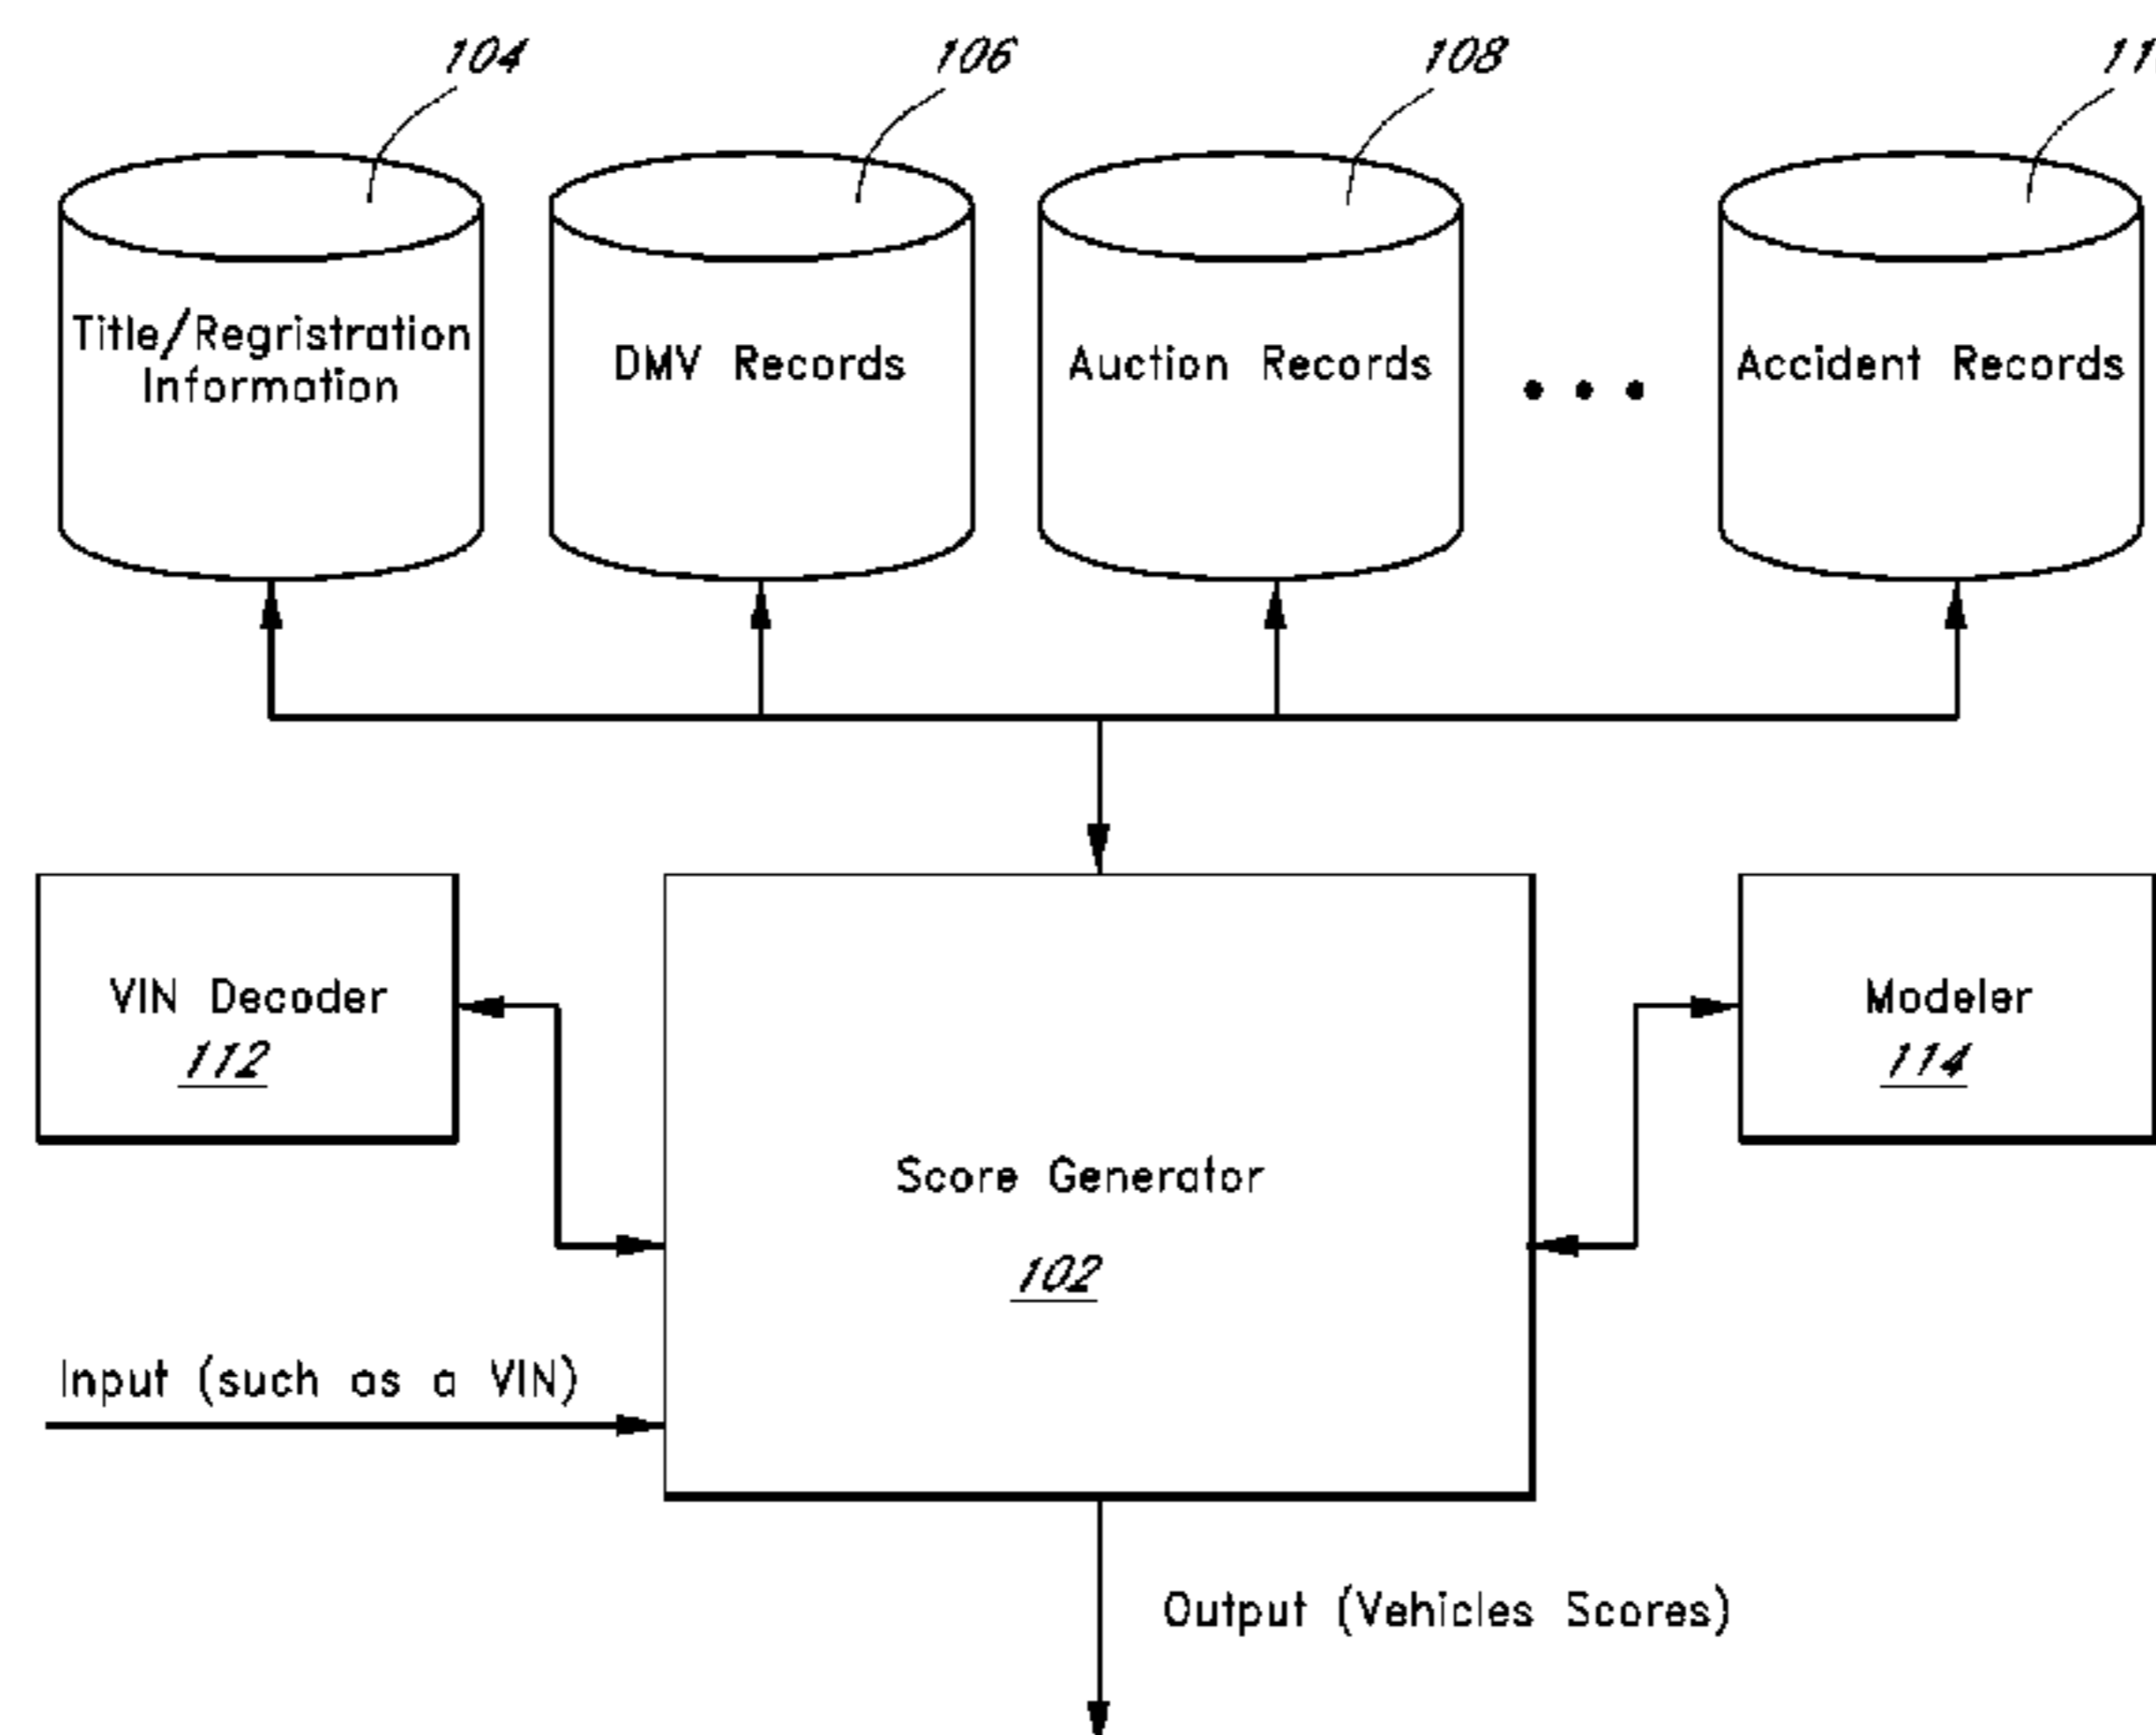 104
106
108
Title/Regristration
Information
DMV Records
Auction Records
Accident Records
VIN Decoder
112
Modeler
114
Score Generator
102
Input (such as a VIN)
Output (Vehicles Scores)